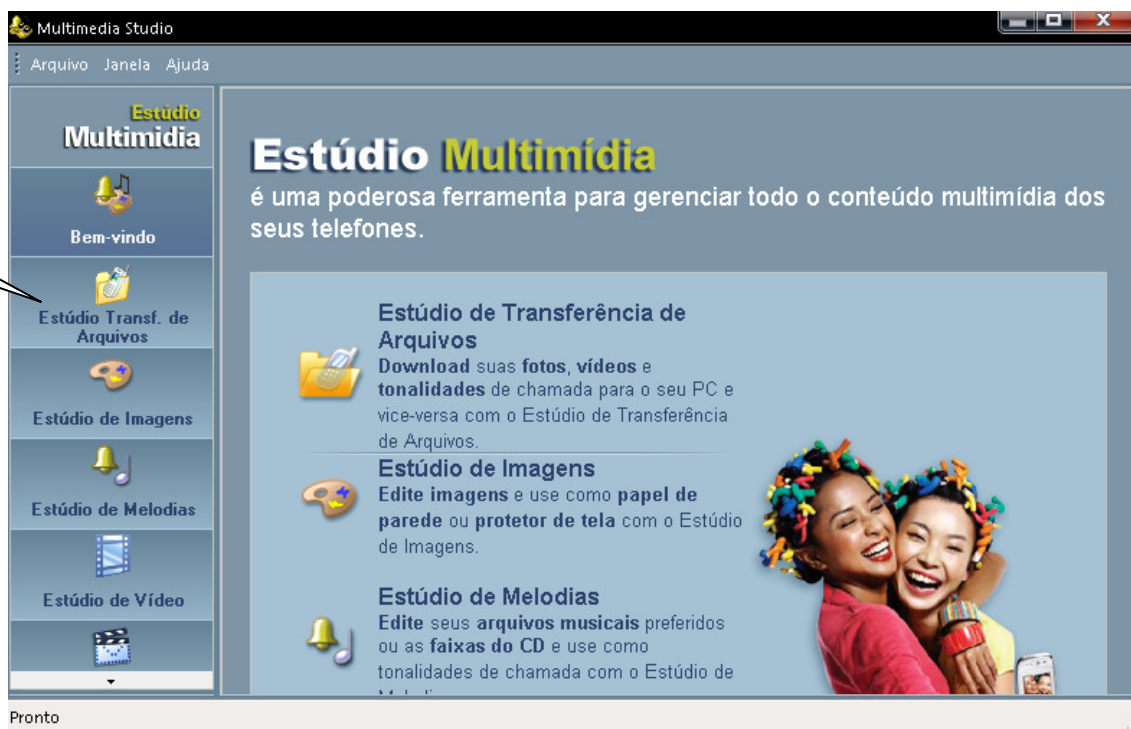 Multimedia Studio
Arquivo Janela Ajuda
Estúdio
Multimidia
Bem-vindo
Estúdio Transf. de
Arquivos
Estúdio de Imagens
Estúdio de Melodias
Estúdio de Vídeo
Estúdio Multimídia
é uma poderosa ferramenta para gerenciar todo o conteúdo multimídia dos
seus telefones.
Estúdio de Transferência de
Arquivos
Download suas fotos, vídeos e
tonalidades de chamada para o seu PC e
vice-versa com o Estúdio de Transferência
de Arquivos.
Estúdio de Imagens
Edite imagens e use como papel de
parede ou protetor de tela com o Estúdio
de Imagens.
Estúdio de Melodias
Edite seus arquivos musicais preferidos
ou as faixas do CD e use como
tonalidades de chamada com o Estúdio de
Pronto